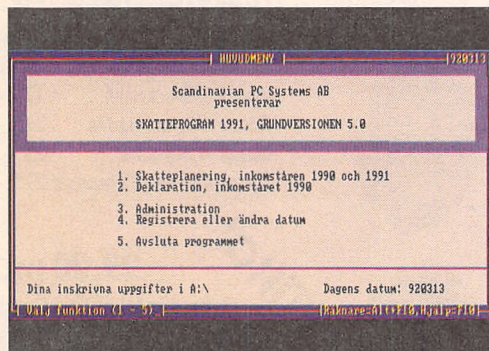 HUVUDMENY 920313
Scandinavian PC Systems AB
presenterar
SKATTEPROGRAM 1991, GRUNDVERSIONEN 5.0
1. Skatteplanering, inkomståren 1990 och 1991
2. Deklaration, inkomståret 1990
3. Administration
4. Registrera eller ändra datum
5. Avsluta programmet
Dina inskrivna uppgifter i A:\ Dagens datum: 920313
Välj funktion (1 - 5) Räknare=Alt+F10,Hjälp=F10